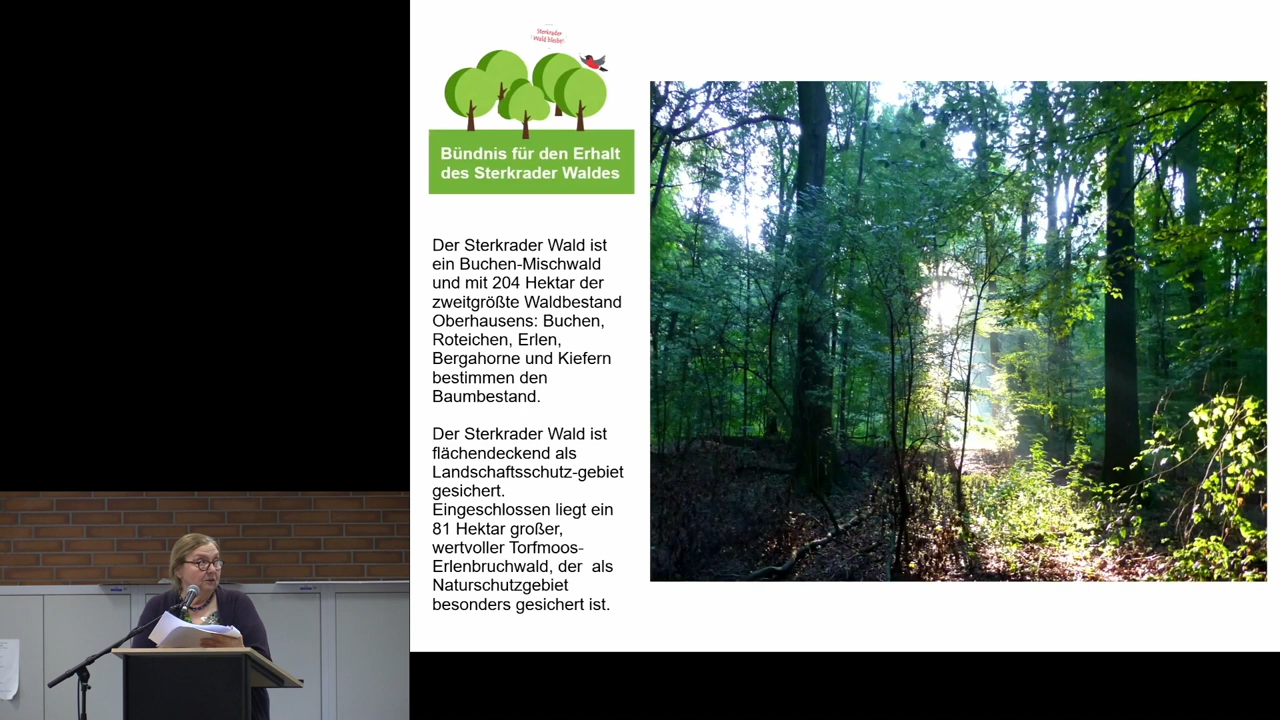 Sterkrader
Wald bleibt!
Bündnis für den Erhalt
des Sterkrader Waldes
Der Sterkrader Wald ist
ein Buchen-Mischwald
und mit 204 Hektar der
zweitgrößte Waldbestand
Oberhausens: Buchen,
Roteichen, Erlen,
Bergahorne und Kiefern
bestimmen den
Baumbestand.
Der Sterkrader Wald ist
flächendeckend als
Landschaftsschutz-gebiet
gesichert.
Eingeschlossen liegt ein
81 Hektar großer,
wertvoller Torfmoos-
Erlenbruchwald, der  als
Naturschutzgebiet
besonders gesichert ist.